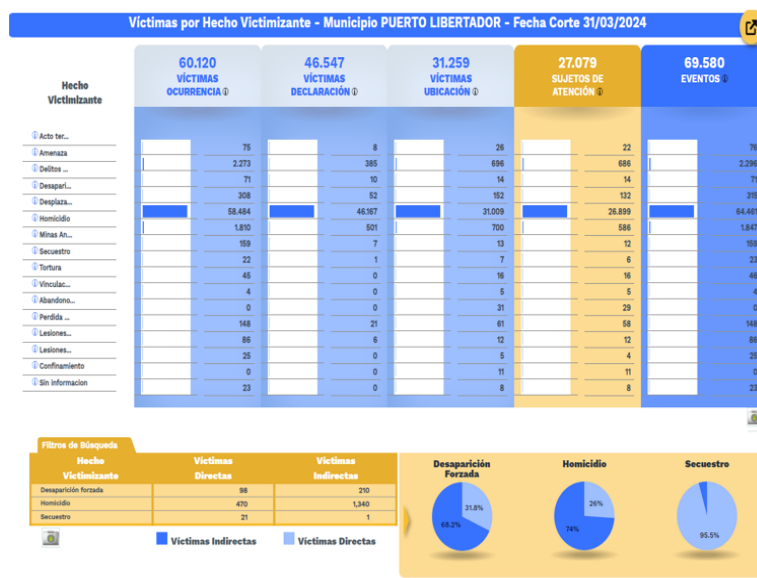 Víctimas por Hecho Victimizante - Municipio PUERTO LIBERTADOR - Fecha Corte 31/03/2024
Hecho Victimizante
60.120 VÍCTIMAS OCURRENCIA
46.547 VÍCTIMAS DECLARACIÓN
31.259 VÍCTIMAS UBICACIÓN
27.079 SUJETOS DE ATENCIÓN
69.580 EVENTOS
Acto ter... 75 8 26 22 76
Amenaza 2.273 385 696 686 2.296
Delitos ... 71 10 14 14 71
Desapari... 308 52 152 132 315
Desplaza... 58.484 46.167 31.009 26.899 64.461
Homicidio 1.810 501 700 586 1.847
Minas An... 159 7 13 12 159
Secuestro 22 1 7 6 23
Tortura 45 0 16 16 46
Vinculac... 4 0 5 5 4
Abandono... 0 0 31 29 0
Perdida ... 148 21 61 58 148
Lesiones... 86 6 12 12 86
Lesiones... 25 0 5 4 25
Confinamiento 0 0 11 11 0
Sin informacion 23 0 8 8 23
Filtros de Búsqueda
Hecho Victimizante Víctimas Directas Víctimas Indirectas
Desaparición forzada 98 210
Homicidio 470 1,340
Secuestro 21 1
Víctimas Indirectas Víctimas Directas
Desaparición Forzada
31.8%
68.2%
Homicidio
26%
74%
Secuestro
95.5%